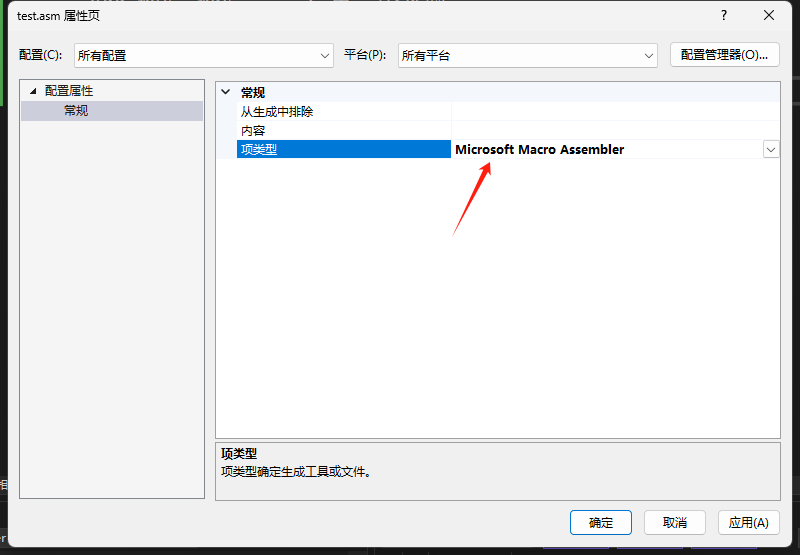 test.asm 属性页
?
配置(C): 所有配置 平台(P): 所有平台 配置管理器(O)...
配置属性
常规
常规
从生成中排除
内容
项类型 Microsoft Macro Assembler
项类型
项类型确定生成工具或文件。
确定 取消 应用(A)